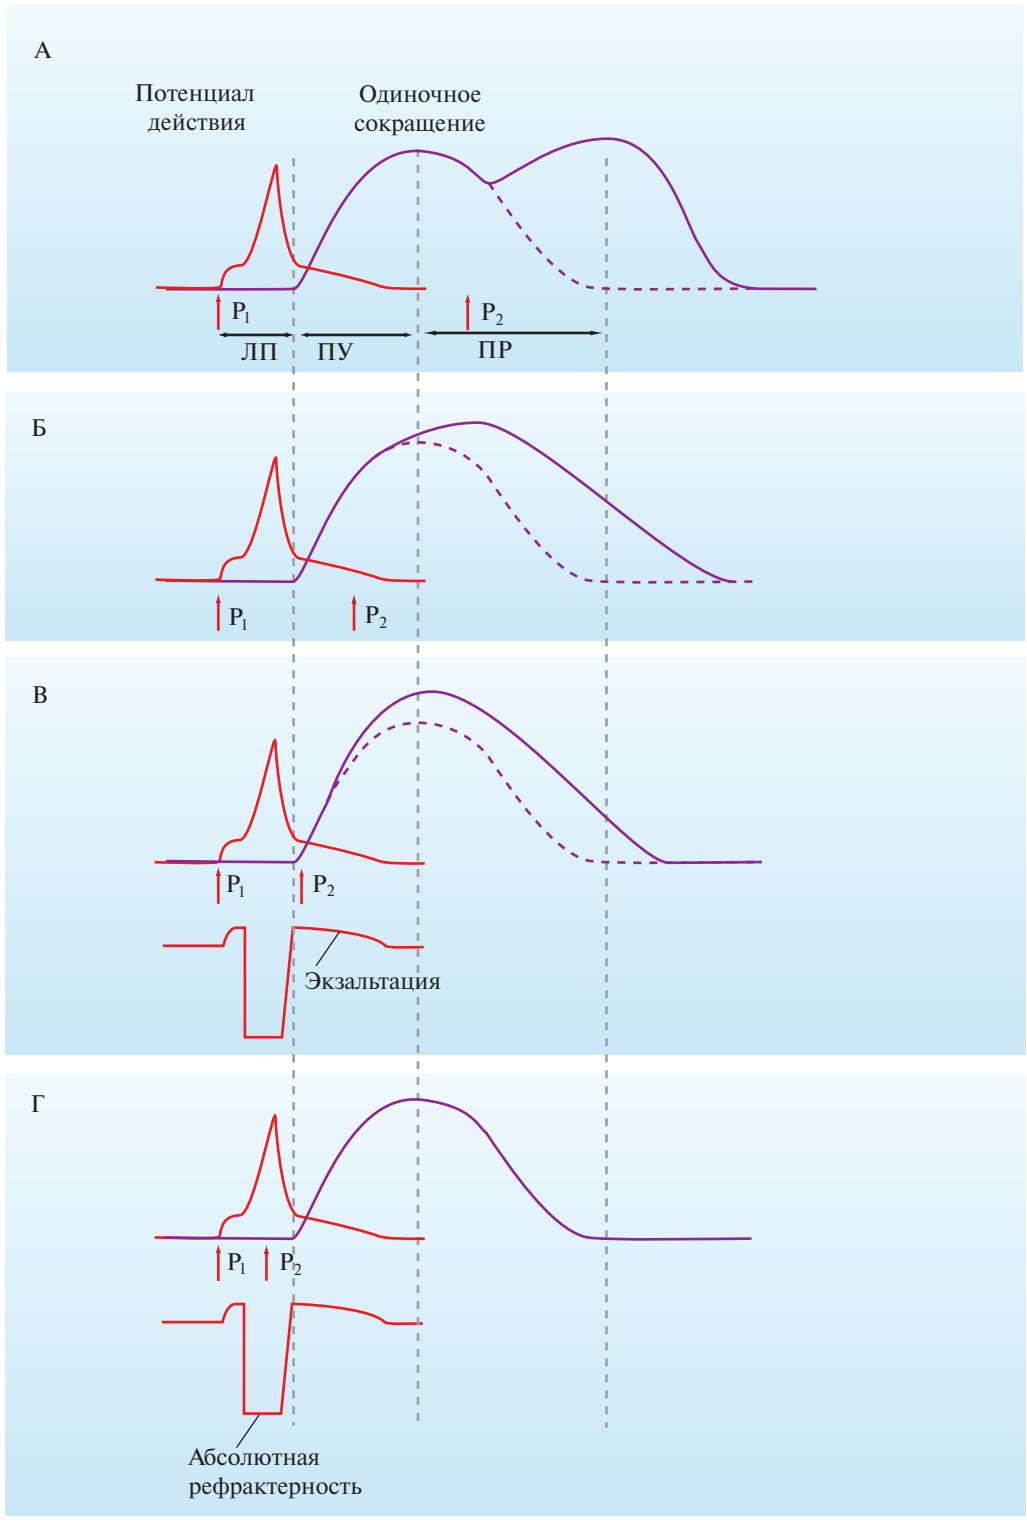 А
Потенциал
действия
Одиночное
сокращение
P1
P2
ЛП
ПУ
ПР
Б
P1
P2
В
P1
P2
Экзальтация
Г
P1
P2
Абсолютная
рефрактерность